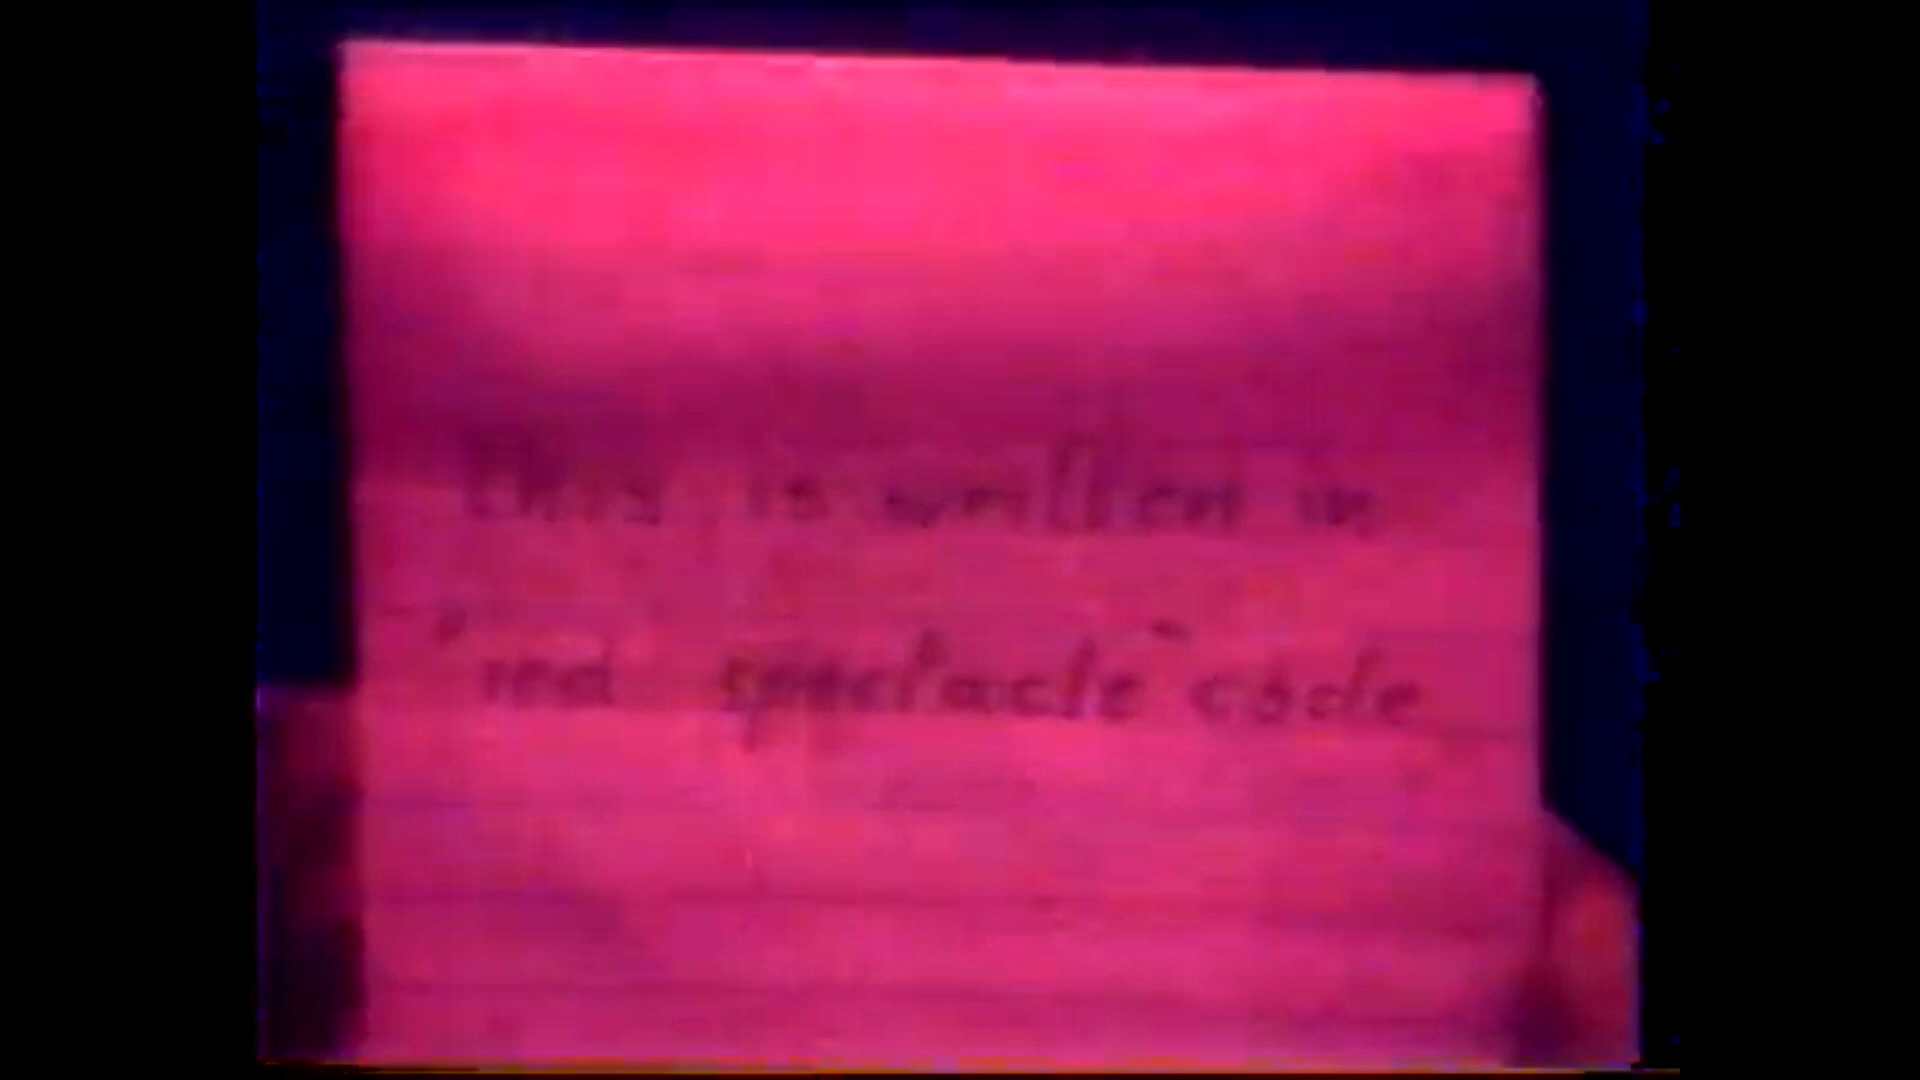 this is written in
"red spectacle" code